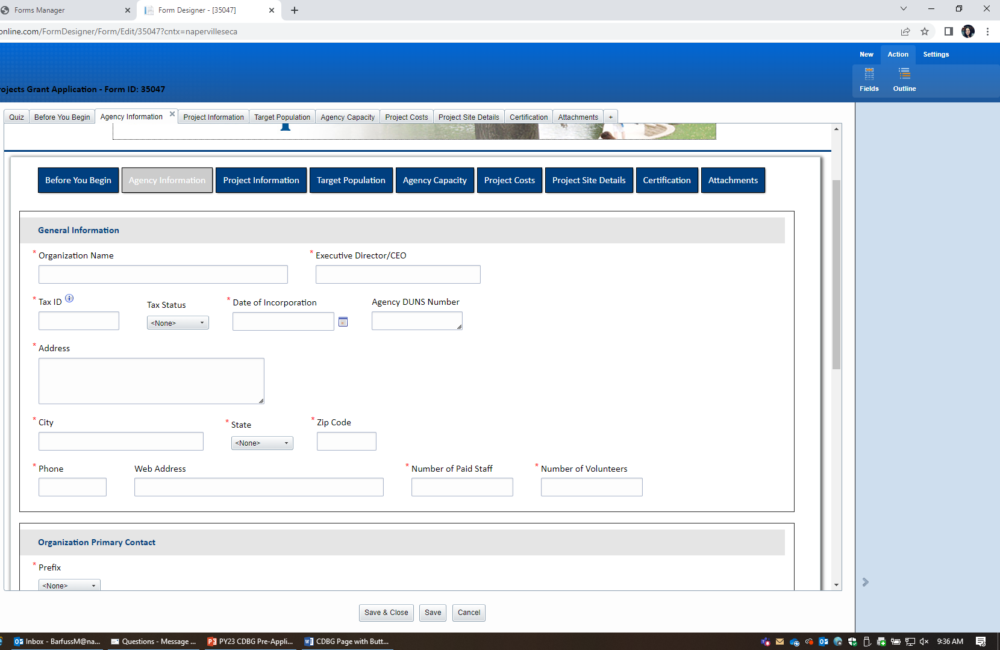 Forms Manager
Form Designer - [35047]
online.com/FormDesigner/Form/Edit/35047?cntx=napervilleseca
New Action Settings
Fields Outline
rojects Grant Application - Form ID: 35047
Quiz Before You Begin Agency Information Project Information Target Population Agency Capacity Project Costs Project Site Details Certification Attachments +
Before You Begin Agency Information Project Information Target Population Agency Capacity Project Costs Project Site Details Certification Attachments
General Information
* Organization Name * Executive Director/CEO
* Tax ID Tax Status * Date of Incorporation Agency DUNS Number
<None>
* Address
* City * State * Zip Code
<None>
* Phone Web Address * Number of Paid Staff * Number of Volunteers
Organization Primary Contact
* Prefix
<None>
Save & Close Save Cancel
Inbox - BarfussM@na... Questions - Message ... PY23 CDBG Pre-Appli... CDBG Page with Butt... 9:36 AM